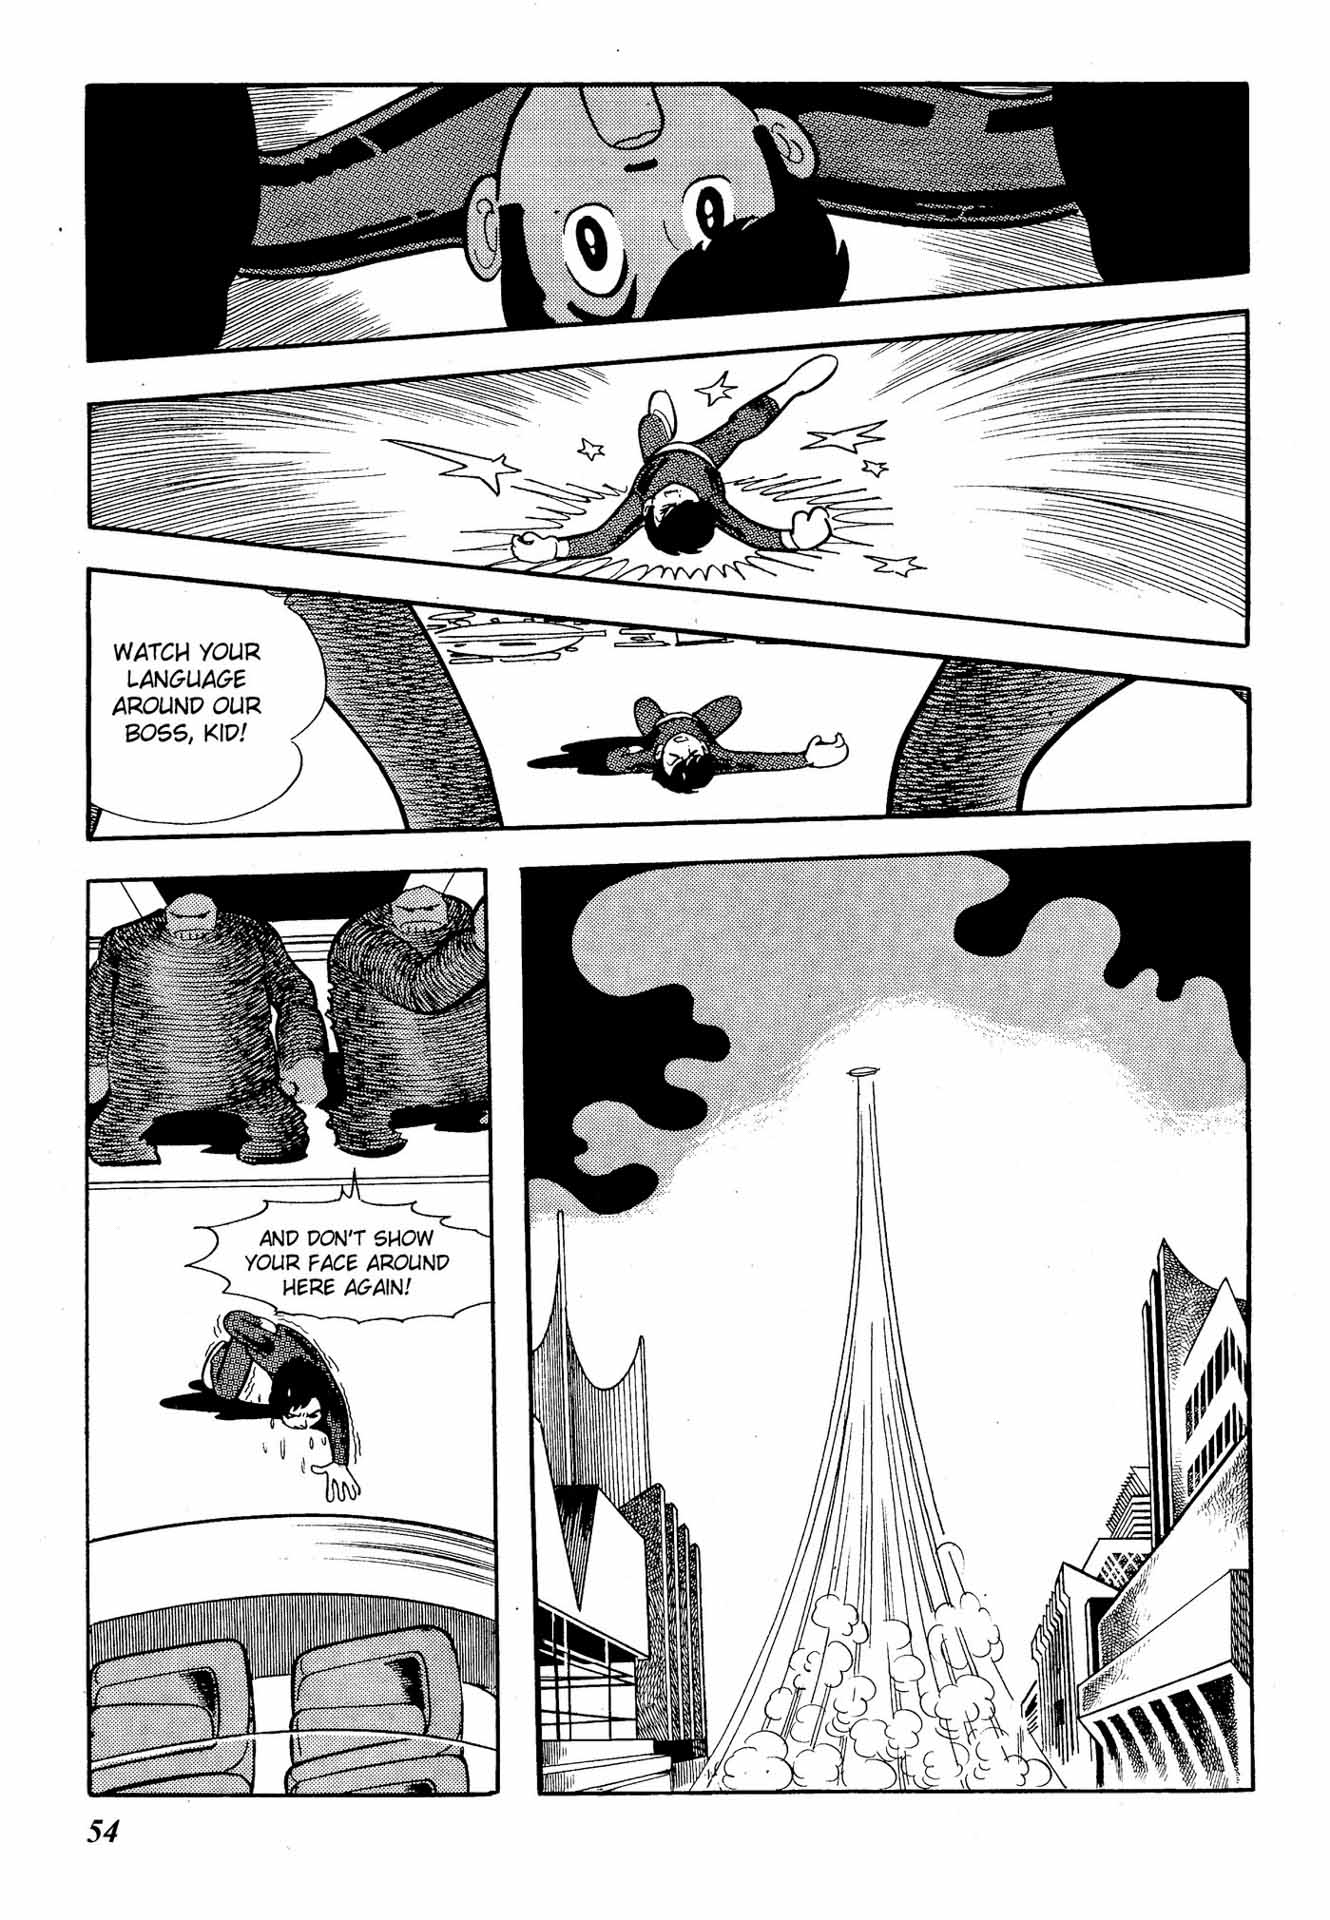 WATCH YOUR
LANGUAGE
AROUND OUR
BOSS, KID!
AND DON'T SHOW
YOUR FACE AROUND
HERE AGAIN!
54